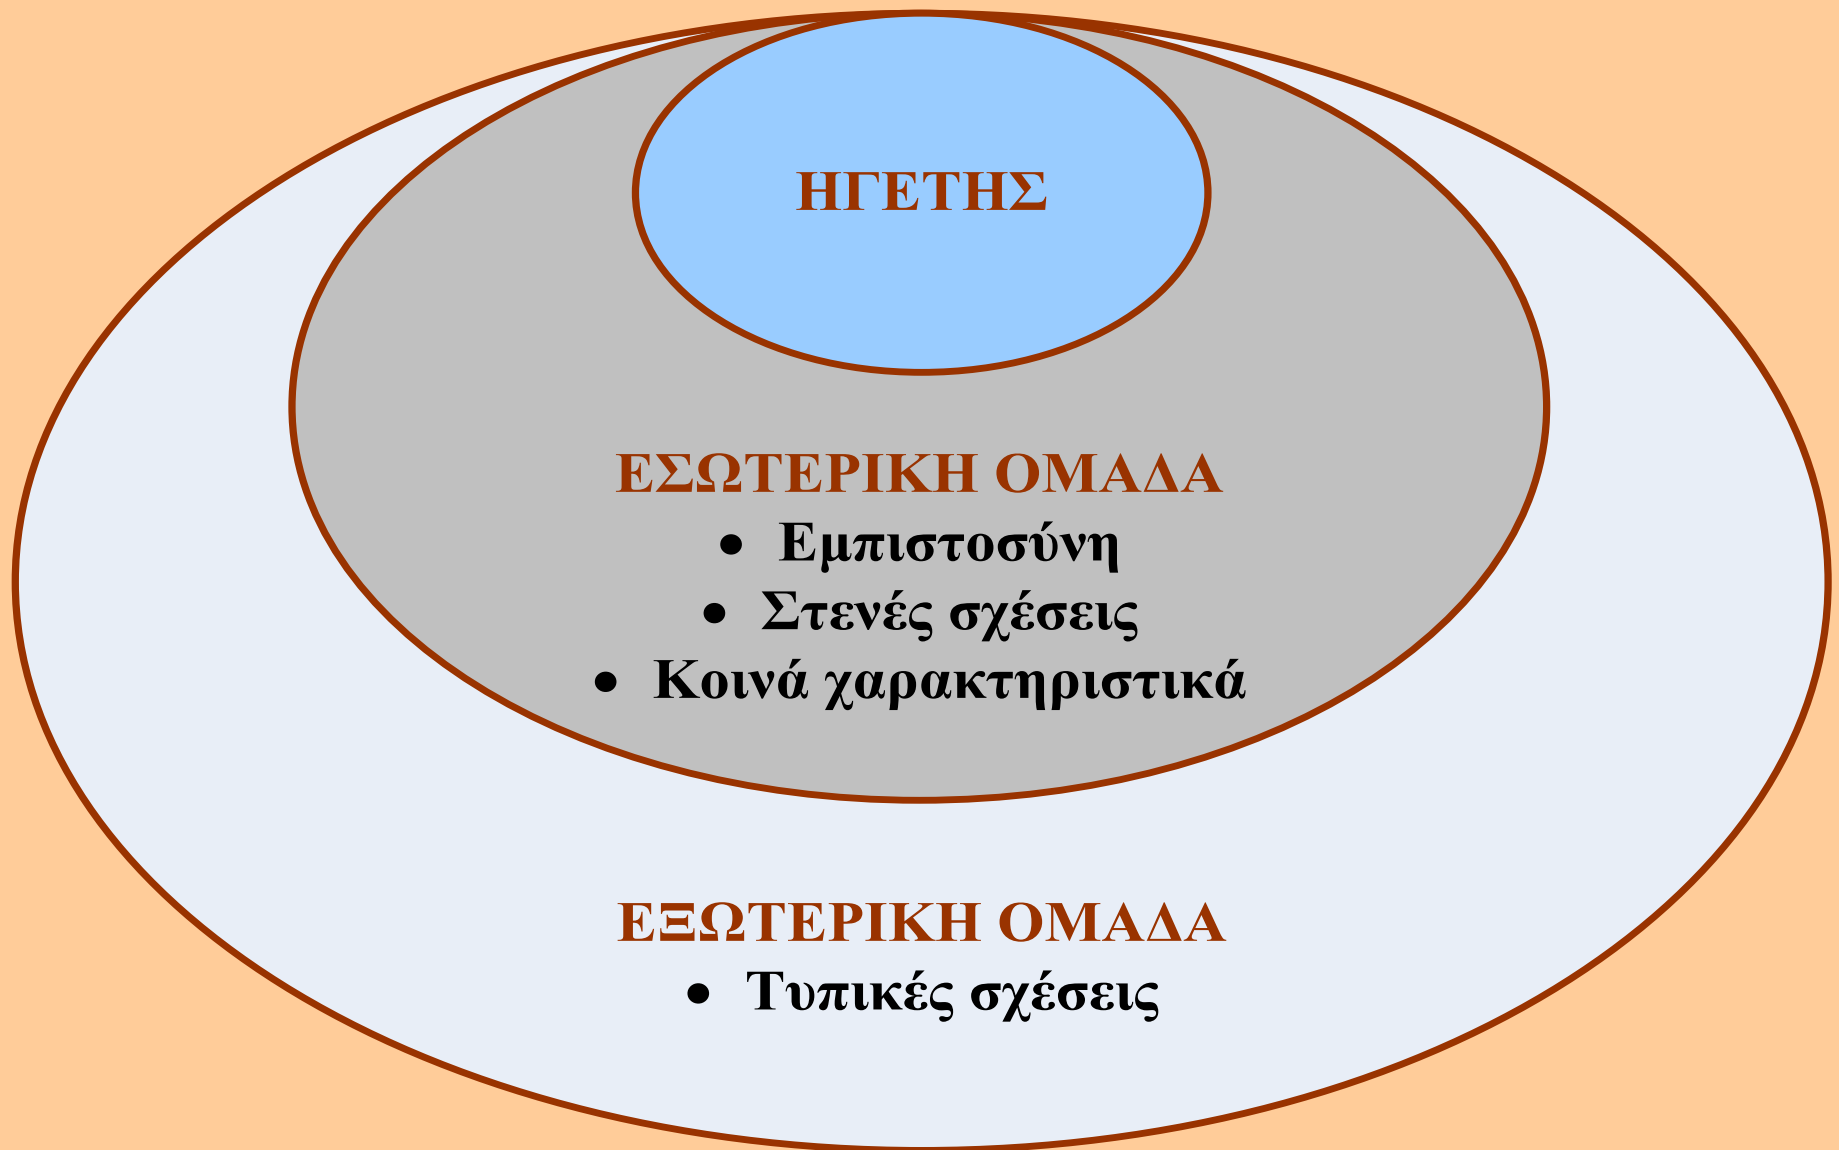 ΗΓΕΤΗΣ
ΕΣΩΤΕΡΙΚΗ ΟΜΑΔΑ
• Εμπιστοσύνη
• Στενές σχέσεις
• Κοινά χαρακτηριστικά
ΕΞΩΤΕΡΙΚΗ ΟΜΑΔΑ
• Τυπικές σχέσεις